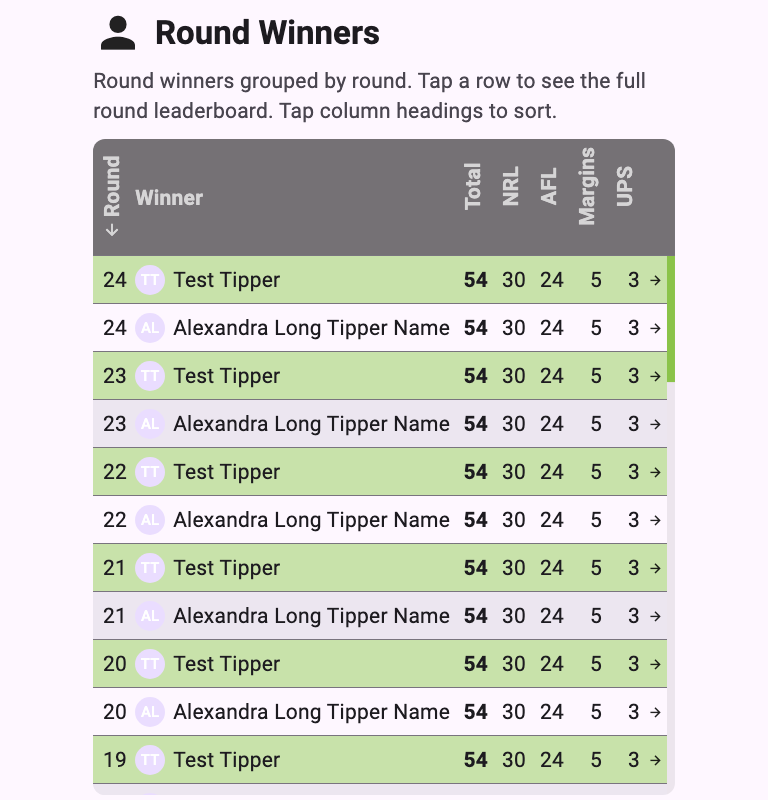 Round Winners
Round winners grouped by round. Tap a row to see the full
round leaderboard. Tap column headings to sort.
↓ Round Winner Total NRL AFL Margins UPS
24 TT Test Tipper 54 30 24 5 3 →
24 AL Alexandra Long Tipper Name 54 30 24 5 3 →
23 TT Test Tipper 54 30 24 5 3 →
23 AL Alexandra Long Tipper Name 54 30 24 5 3 →
22 TT Test Tipper 54 30 24 5 3 →
22 AL Alexandra Long Tipper Name 54 30 24 5 3 →
21 TT Test Tipper 54 30 24 5 3 →
21 AL Alexandra Long Tipper Name 54 30 24 5 3 →
20 TT Test Tipper 54 30 24 5 3 →
20 AL Alexandra Long Tipper Name 54 30 24 5 3 →
19 TT Test Tipper 54 30 24 5 3 →